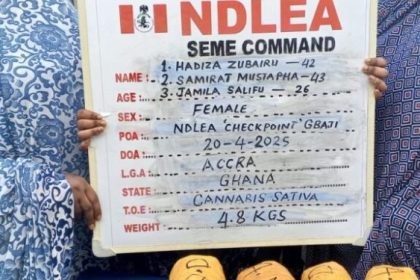 NDLEA
SEME COMMAND
1. HADIZA ZUBAIRU - 42
NAME: 2. SAMIRAT MUSTAPHA - 43
AGE: 3. JAMILA SALIFU - 26
SEX: FEMALE
POA: NDLEA 'CHECKPOINT' GBAJI
DOA: 20-4-2025
L.G.A ACCRA
STATE: GHANA
T.O.E: CANNARIS SATIVA
WEIGHT: 4.8 KGS